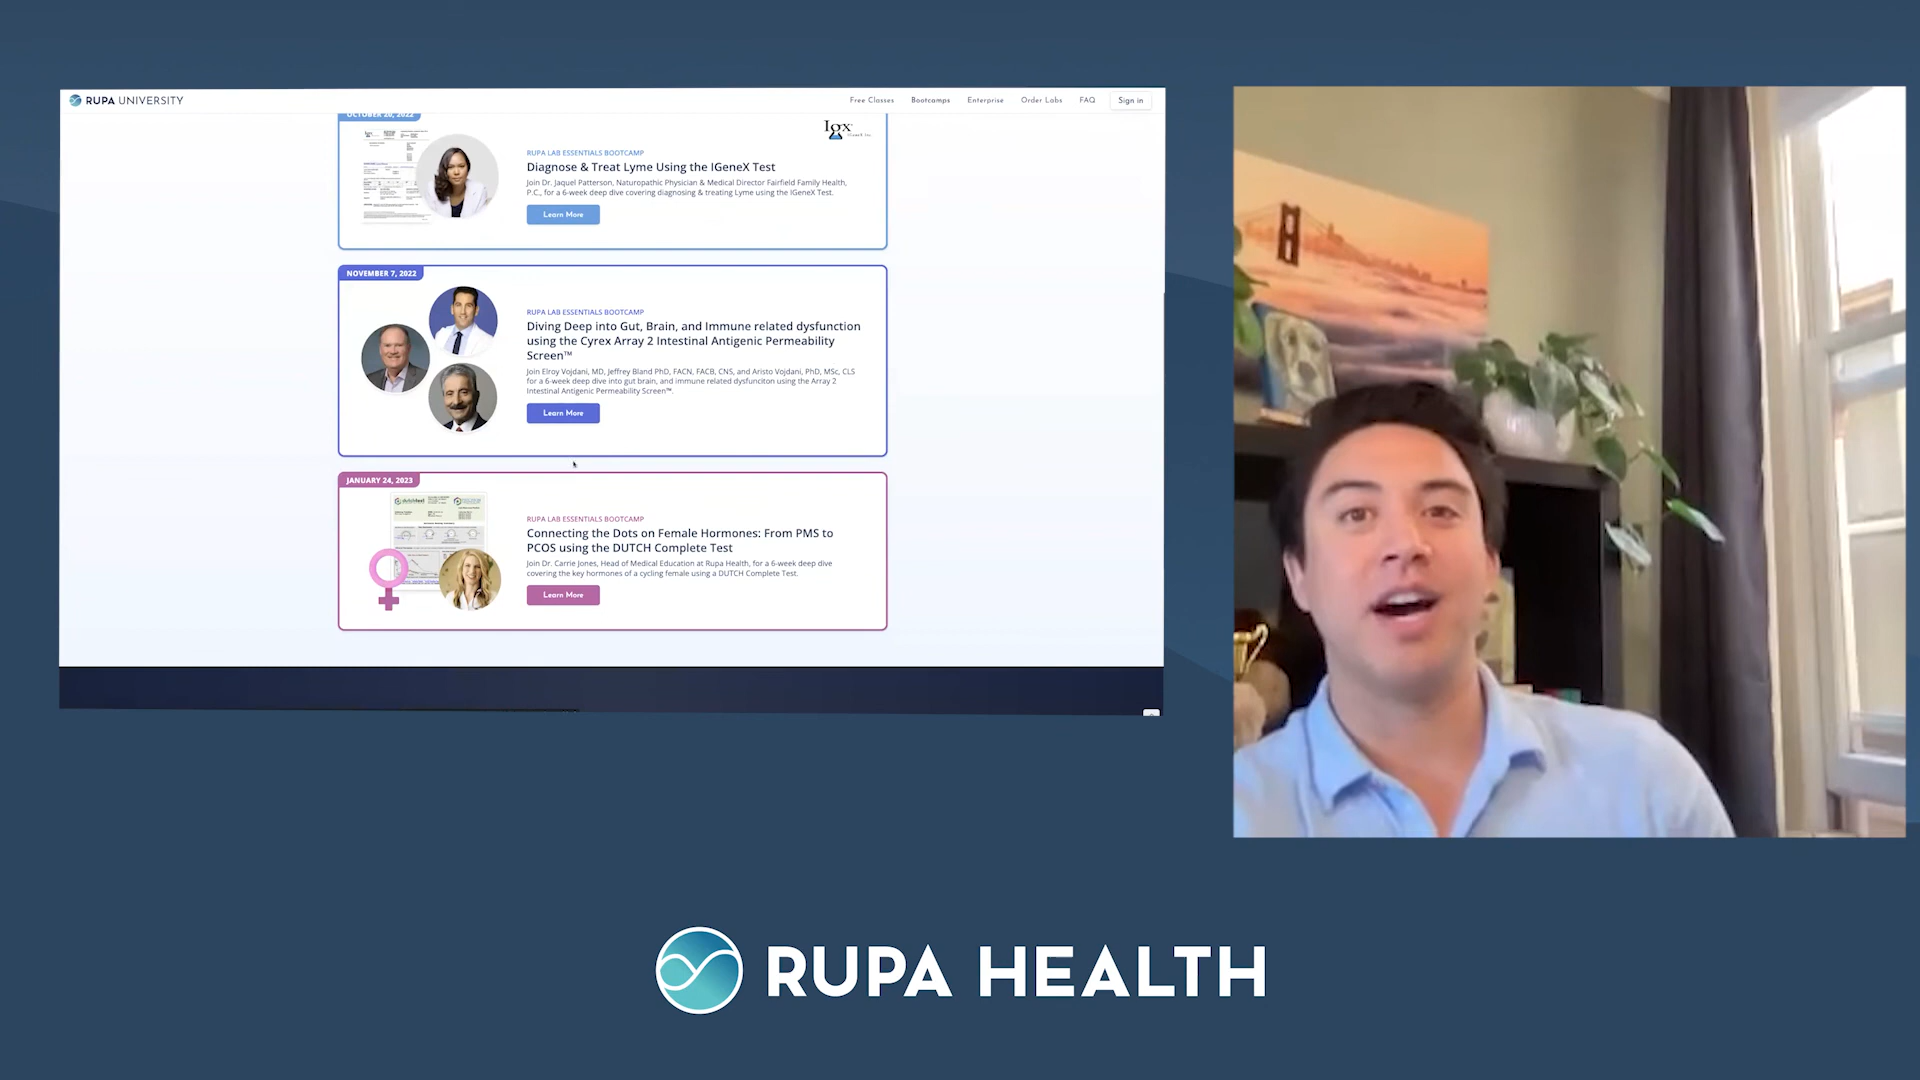 RUPA UNIVERSITY
Free Classes Bootcamps Enterprise Order Labs FAQ Sign in
OCTOBER 20, 2022
Igx
RUPA LAB ESSENTIALS BOOTCAMP
Diagnose & Treat Lyme Using the IGeneX Test
Join Dr. Jaquel Patterson, Naturopathic Physician & Medical Director Fairfield Family Health,
P.C., for a 6-week deep dive covering diagnosing & treating Lyme using the IGeneX Test.
Learn More
NOVEMBER 7, 2022
RUPA LAB ESSENTIALS BOOTCAMP
Diving Deep into Gut, Brain, and Immune related dysfunction
using the Cyrex Array 2 Intestinal Antigenic Permeability
Screen™
Join Elroy Vojdani, MD, Jeffrey Bland PhD, FACN, FACB, CNS, and Aristo Vojdani, PhD, MSc, CLS
for a 6-week deep dive into gut brain, and immune related dysfunciton using the Array 2
Intestinal Antigenic Permeability Screen™.
Learn More
JANUARY 24, 2023
dutchtest
RUPA LAB ESSENTIALS BOOTCAMP
Connecting the Dots on Female Hormones: From PMS to
PCOS using the DUTCH Complete Test
Join Dr. Carrie Jones, Head of Medical Education at Rupa Health, for a 6-week deep dive
covering the key hormones of a cycling female using a DUTCH Complete Test.
Learn More
RUPA HEALTH